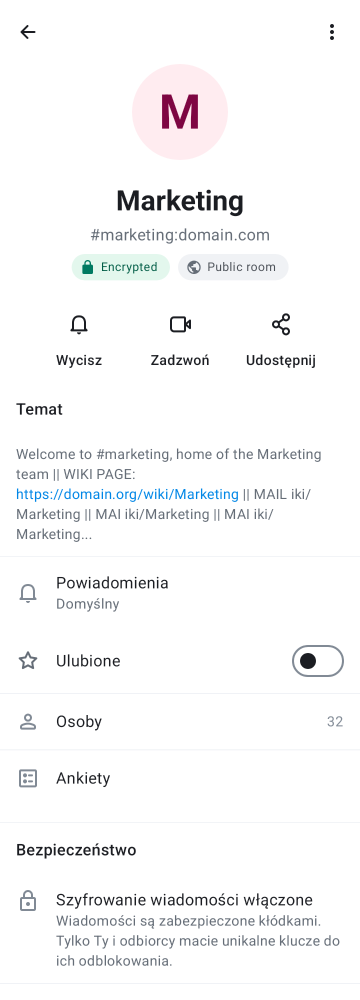 M
Marketing
#marketing:domain.com
Encrypted
Public room
Wycisz
Zadzwoń
Udostępnij
Temat
Welcome to #marketing, home of the Marketing
team || WIKI PAGE:
https://domain.org/wiki/Marketing || MAIL iki/
Marketing || MAI iki/Marketing || MAI iki/
Marketing...
Powiadomienia
Domyślny
Ulubione
Osoby 32
Ankiety
Bezpieczeństwo
Szyfrowanie wiadomości włączone
Wiadomości są zabezpieczone kłódkami.
Tylko Ty i odbiorcy macie unikalne klucze do
ich odblokowania.